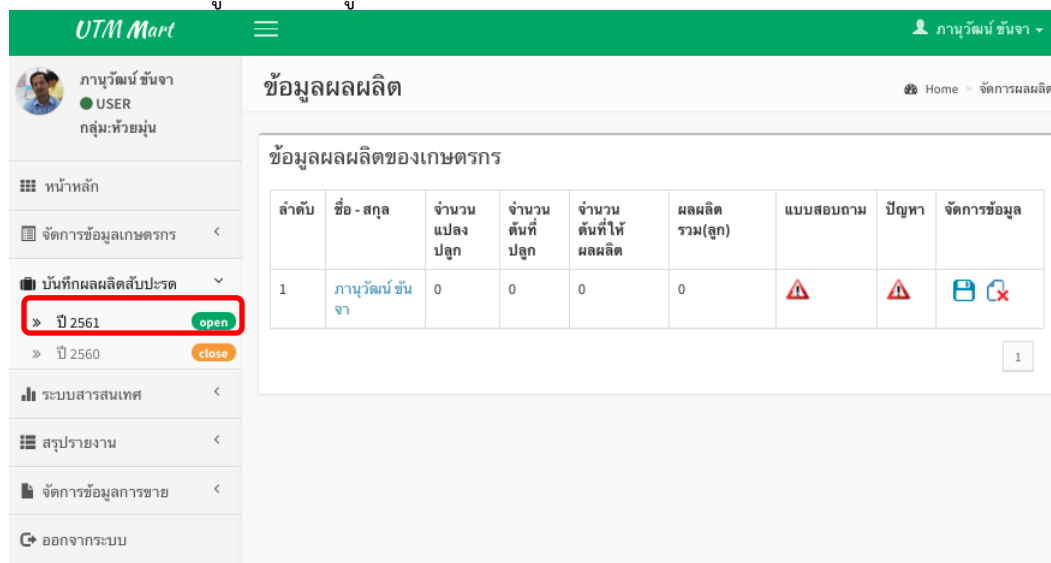 UTM Mart
ภานุวัฒน์ ขันจา
ภานุวัฒน์ ขันจา
USER
กลุ่ม:ห้วยมุ่น
ข้อมูลผลผลิต
Home > จัดการผลผลิต
หน้าหลัก
จัดการข้อมูลเกษตรกร
บันทึกผลผลิตสับปะรด
» ปี 2561 open
» ปี 2560 close
ระบบสารสนเทศ
สรุปรายงาน
จัดการข้อมูลการขาย
ออกจากระบบ
ข้อมูลผลผลิตของเกษตรกร
ลำดับ ชื่อ - สกุล จำนวน จำนวน จำนวน ผลผลิต แบบสอบถาม ปัญหา จัดการข้อมูล
แปลง ต้นที่ ต้นที่ให้ รวม(ลูก)
ปลูก ปลูก ผลผลิต
1 ภานุวัฒน์ ขัน 0 0 0 0
จา
1